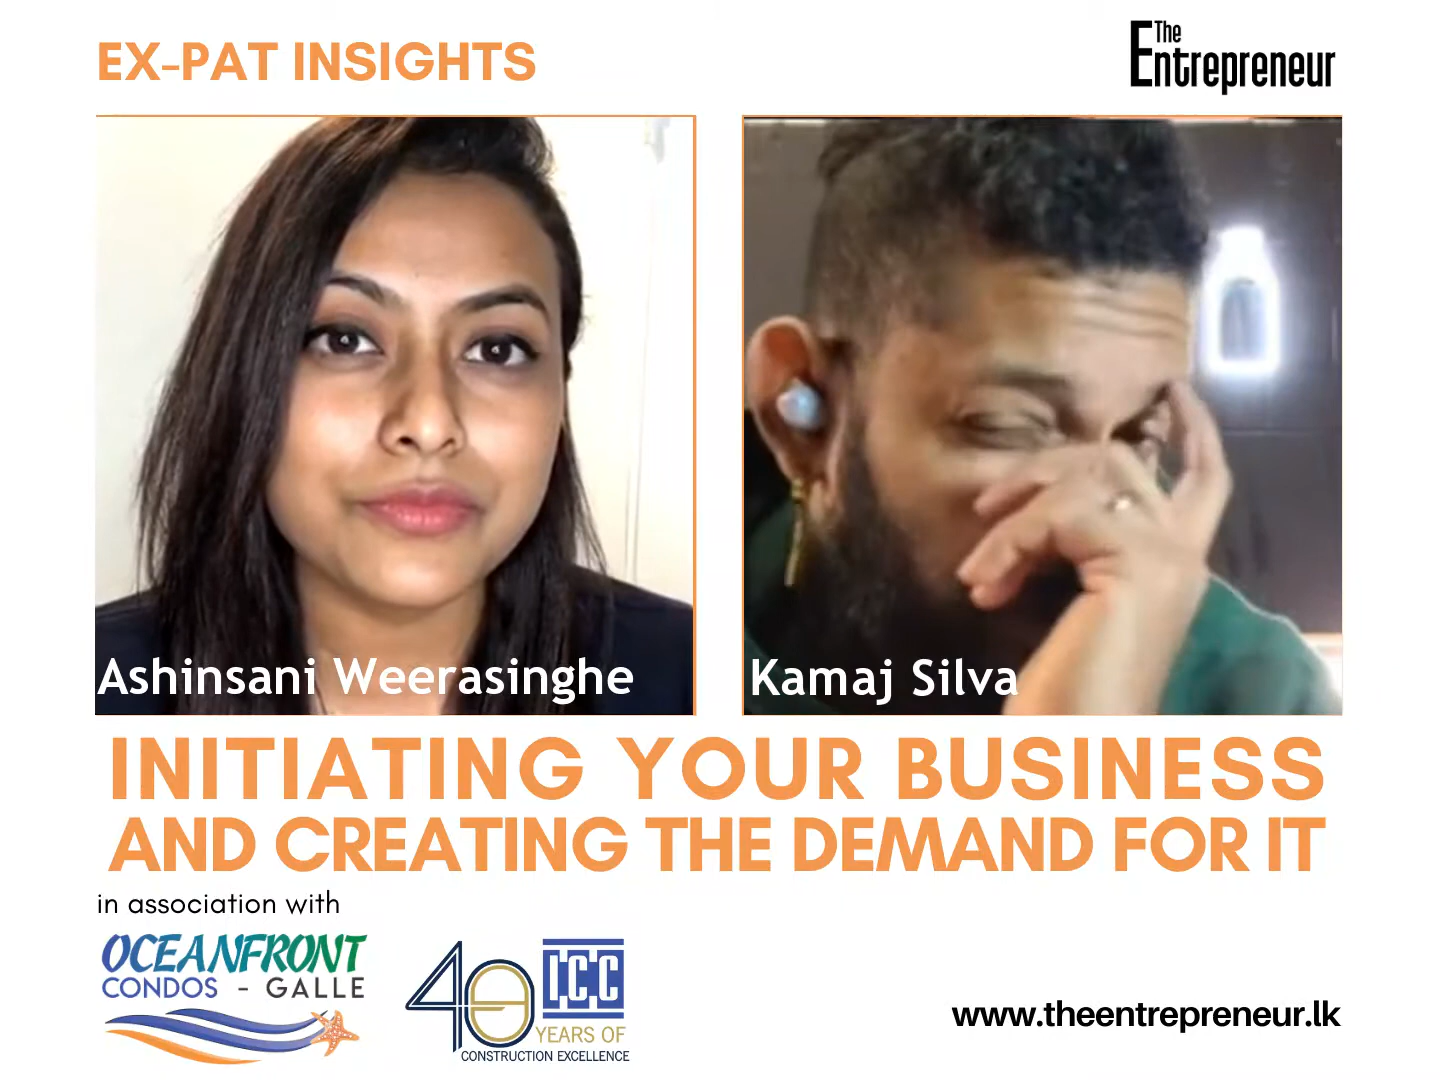 EX-PAT INSIGHTS
The
Entrepreneur
Ashinsani Weerasinghe
Kamaj Silva
INITIATING YOUR BUSINESS
AND CREATING THE DEMAND FOR IT
in association with
OCEANFRONT
CONDOS - GALLE
40 ICC
YEARS OF
CONSTRUCTION EXCELLENCE
www.theentrepreneur.lk